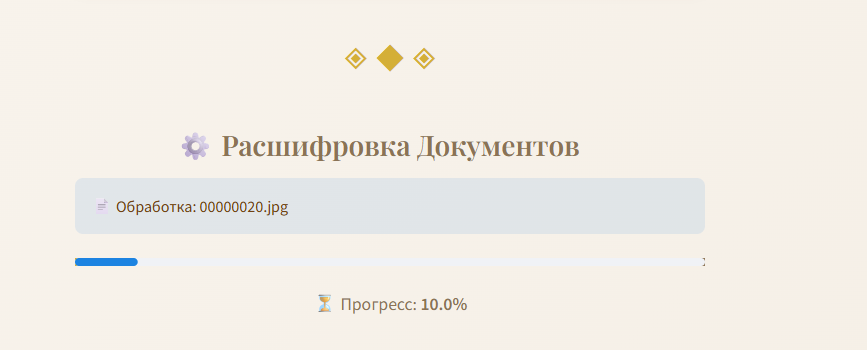 Расшифровка Документов
Обработка: 00000020.jpg
Прогресс: 10.0%